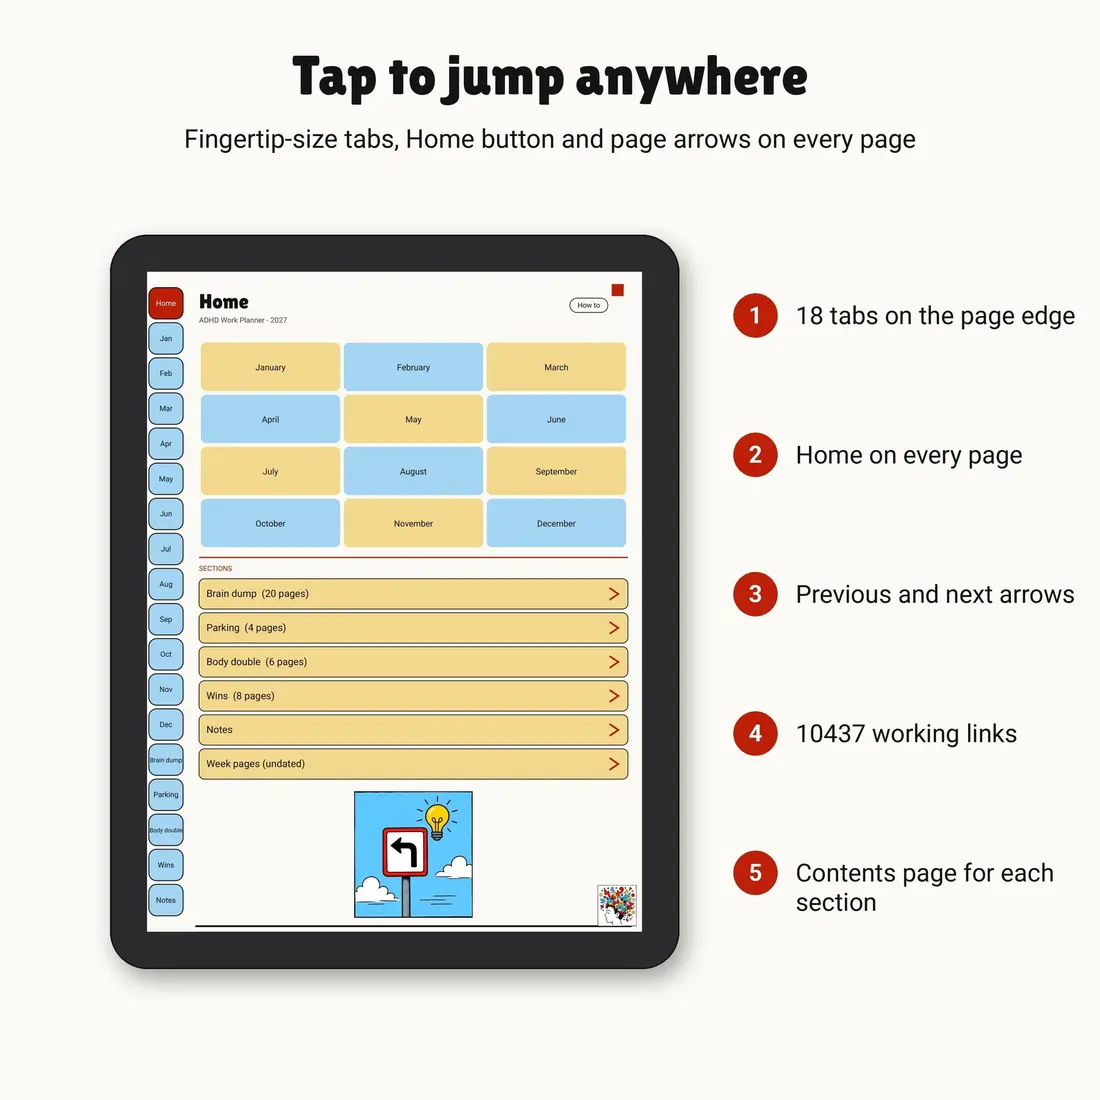 Tap to jump anywhere
Fingertip-size tabs, Home button and page arrows on every page
Home
Jan
Feb
Mar
Apr
May
Jun
Jul
Aug
Sep
Oct
Nov
Dec
Brain dump
Parking
Body double
Wins
Notes
Home
ADHD Work Planner - 2027
How to
January February March
April May June
July August September
October November December
SECTIONS
Brain dump (20 pages)
Parking (4 pages)
Body double (6 pages)
Wins (8 pages)
Notes
Week pages (undated)
1 18 tabs on the page edge
2 Home on every page
3 Previous and next arrows
4 10437 working links
5 Contents page for each
section